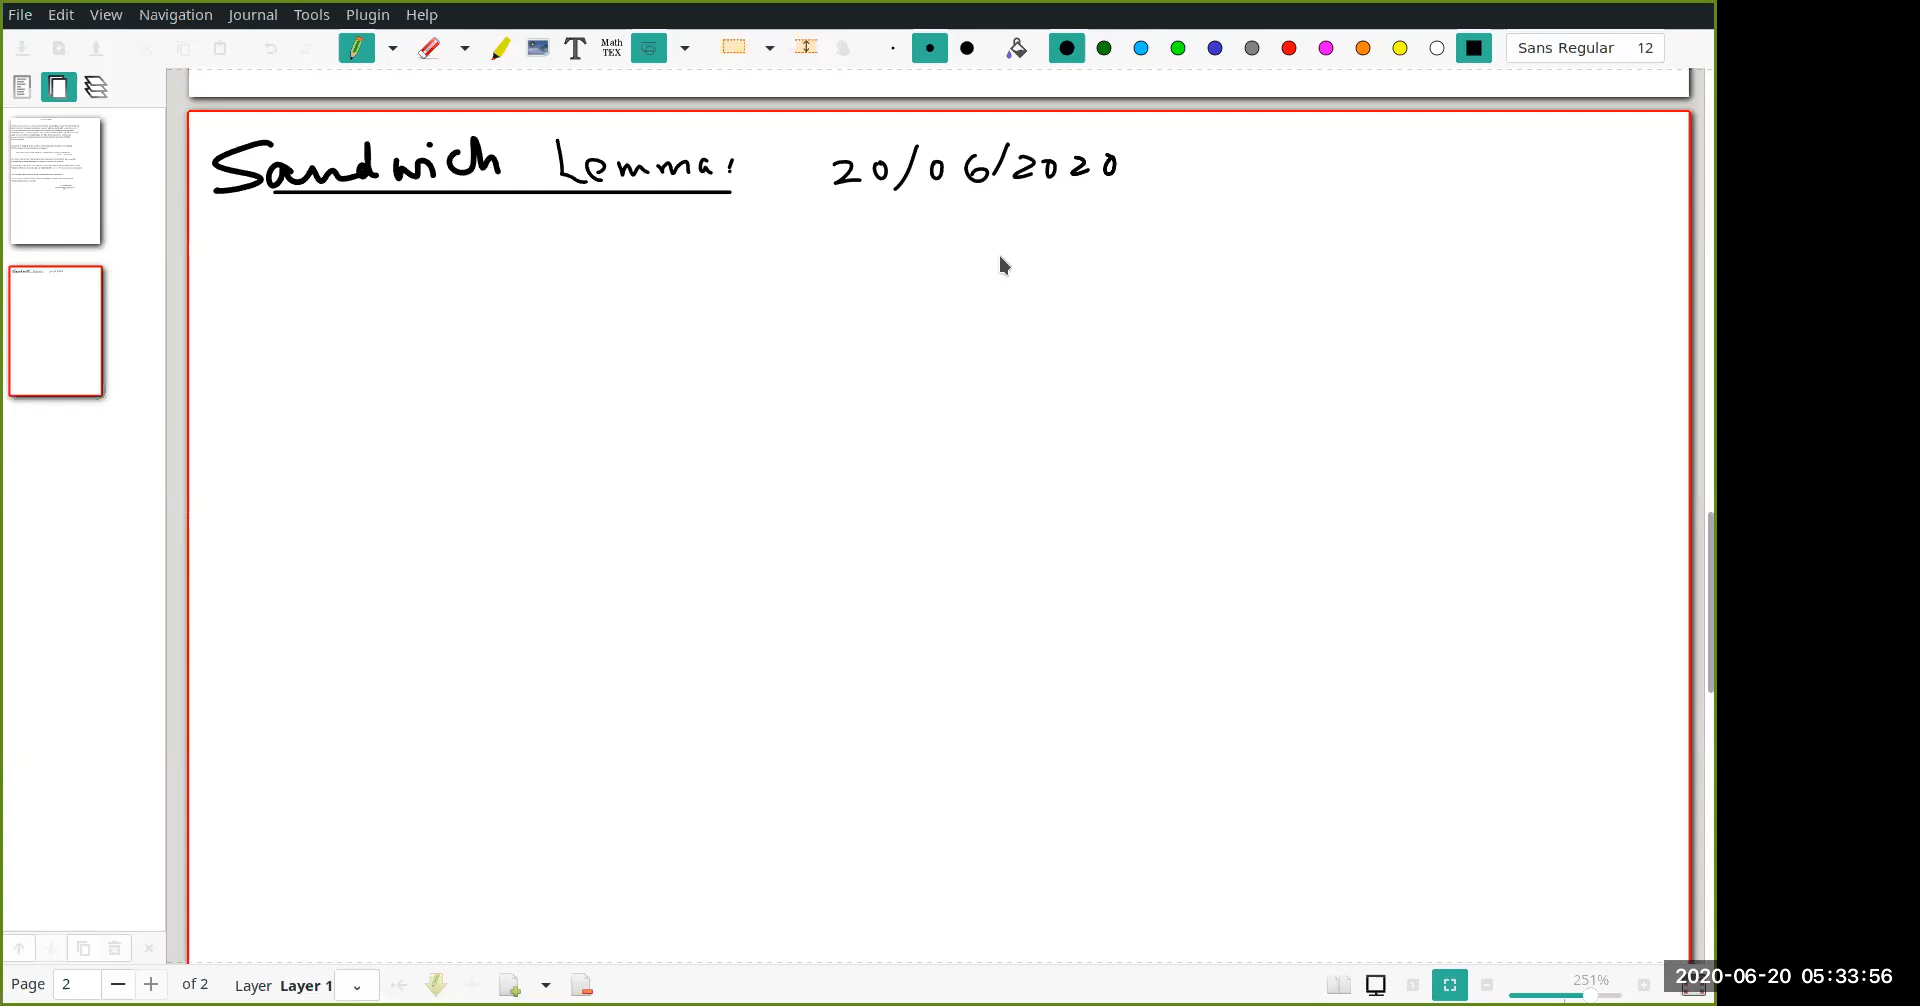 File Edit View Navigation Journal Tools Plugin Help
Math TEX
Sans Regular 12
Sandwich Lemma: 20/06/2020
Page 2 of 2 Layer Layer 1 251%
2020-06-20 05:33:56